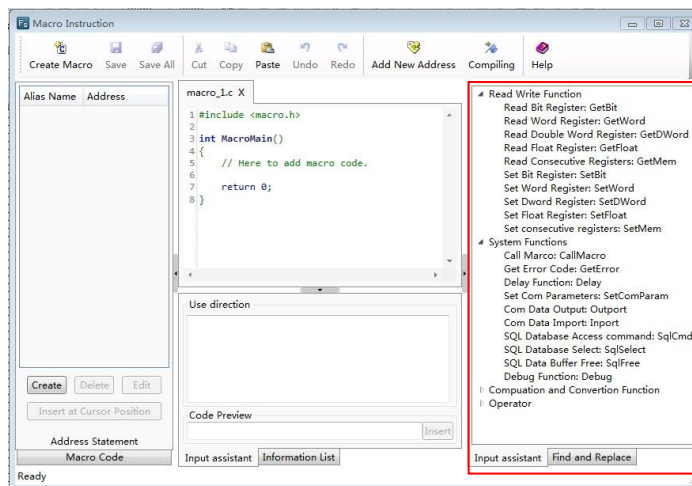 Fs Macro Instruction
Create Macro Save Save All Cut Copy Paste Undo Redo Add New Address Compiling Help
Alias Name Address
macro_1.c X
1 #include <macro.h>
2
3 int MacroMain()
4 {
5 // Here to add macro code.
6
7 return 0;
8 }
Use direction
Code Preview
Insert
Input assistant Information List
Create Delete Edit
Insert at Cursor Position
Address Statement
Macro Code
Read Write Function
Read Bit Register: GetBit
Read Word Register: GetWord
Read Double Word Register: GetDWord
Read Float Register: GetFloat
Read Consecutive Registers: GetMem
Set Bit Register: SetBit
Set Word Register: SetWord
Set Dword Register: SetDWord
Set Float Register: SetFloat
Set consecutive registers: SetMem
System Functions
Call Marco: CallMacro
Get Error Code: GetError
Delay Function: Delay
Set Com Parameters: SetComParam
Com Data Output: Outport
Com Data Import: Inport
SQL Database Access command: SqlCmd
SQL Database Select: SqlSelect
SQL Data Buffer Free: SqlFree
Debug Function: Debug
Compuation and Convertion Function
Operator
Input assistant Find and Replace
Ready